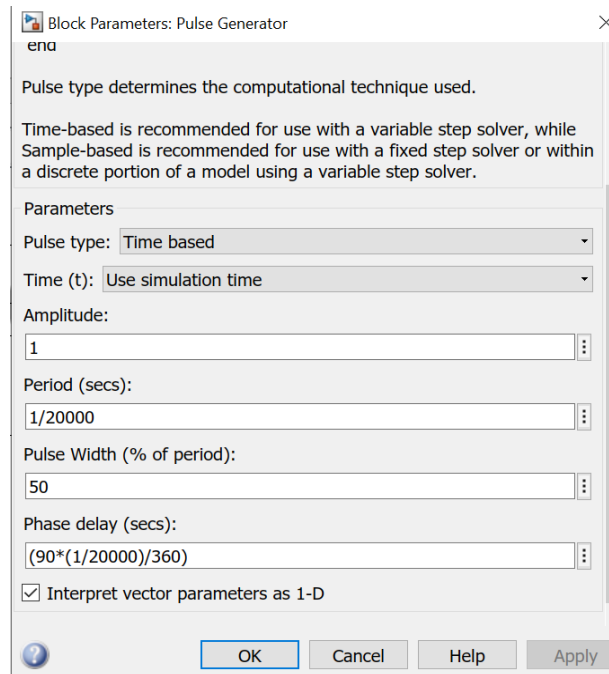 Block Parameters: Pulse Generator
end
Pulse type determines the computational technique used.
Time-based is recommended for use with a variable step solver, while
Sample-based is recommended for use with a fixed step solver or within
a discrete portion of a model using a variable step solver.
Parameters
Pulse type: Time based
Time (t): Use simulation time
Amplitude:
1
Period (secs):
1/20000
Pulse Width (% of period):
50
Phase delay (secs):
(90*(1/20000)/360)
Interpret vector parameters as 1-D
OK Cancel Help Apply